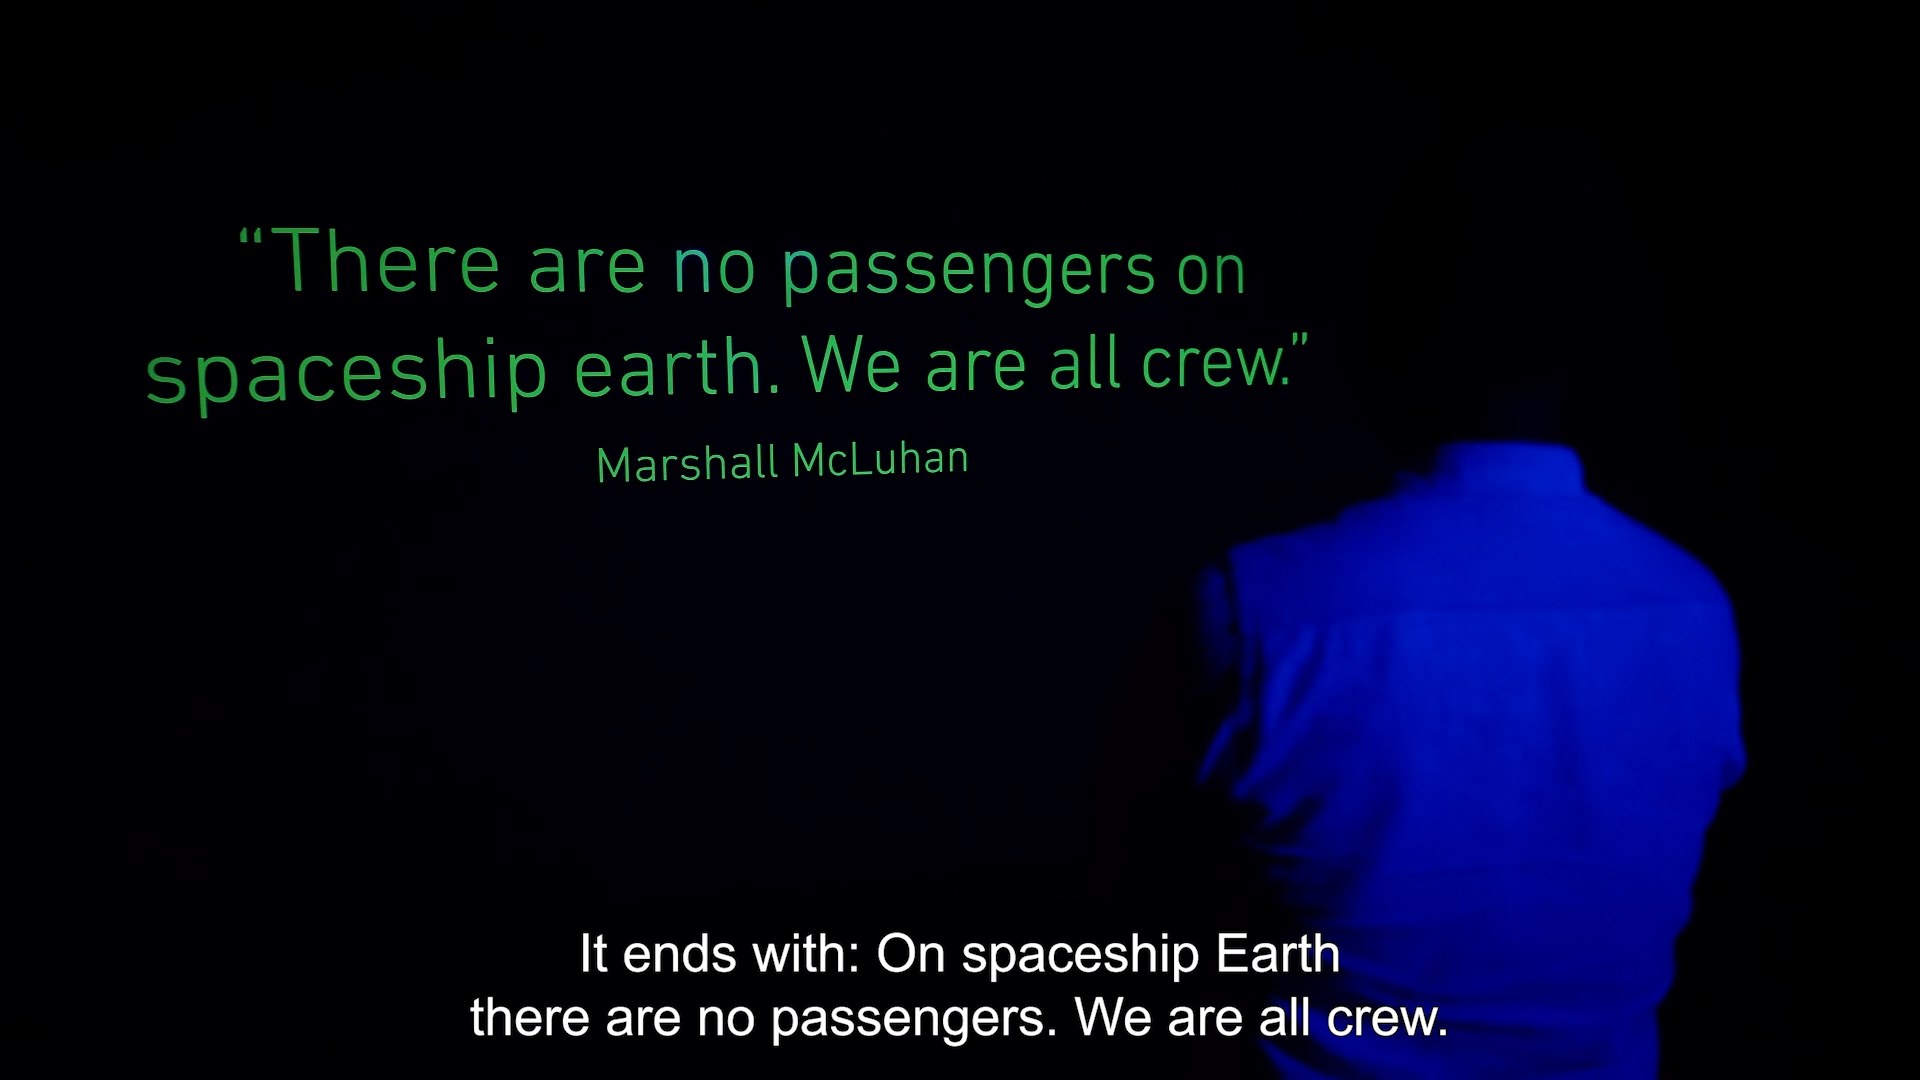 “There are no passengers on
spaceship earth. We are all crew.”
Marshall McLuhan
It ends with: On spaceship Earth
there are no passengers. We are all crew.